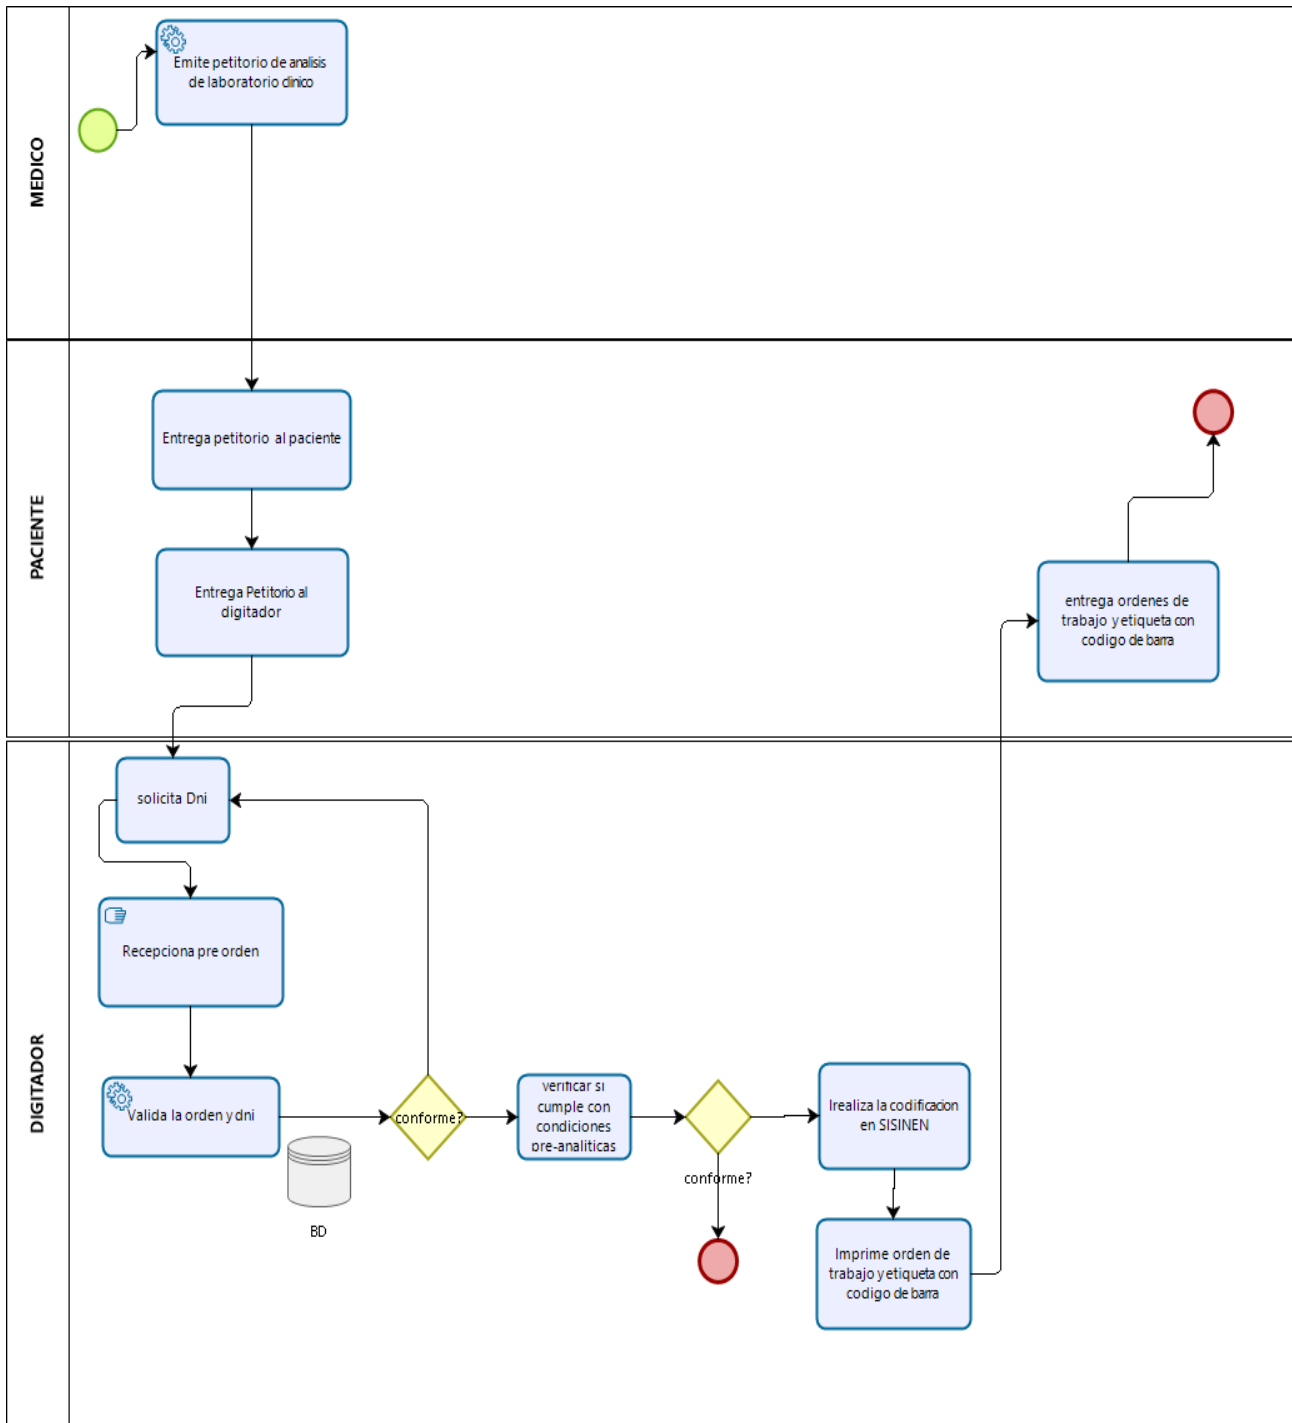 MEDICO
Emite petitorio de analisis
de laboratorio clinico
PACIENTE
Entrega petitorio al paciente
Entrega Petitorio al
digitador
entrega ordenes de
trabajo y etiqueta con
codigo de barra
DIGITADOR
solicita Dni
Recepciona pre orden
Valida la orden y dni
BD
conforme?
verificar si
cumple con
condiciones
pre-analiticas
conforme?
Irealiza la codificacion
en SISINEN
Imprime orden de
trabajo y etiqueta con
codigo de barra